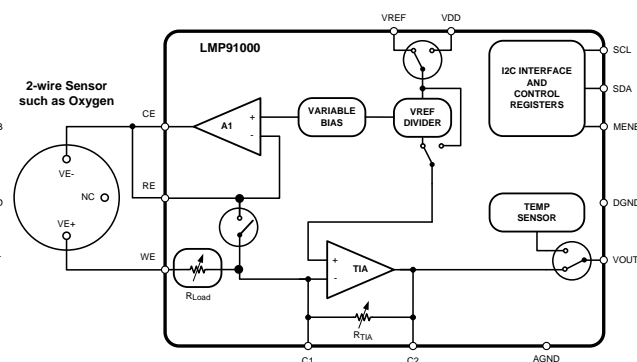 VREF VDD
LMP91000
SCL
I2C INTERFACE
AND
CONTROL
REGISTERS
2-wire Sensor
such as Oxygen
SDA
CE
VARIABLE
BIAS
VREF
DIVIDER
A1
+
-
MENB
VE-
NC
RE
VE+
TEMP
SENSOR
DGND
WE
RLoad
+
-
TIA
VOUT
RTIA
C1 C2 AGND